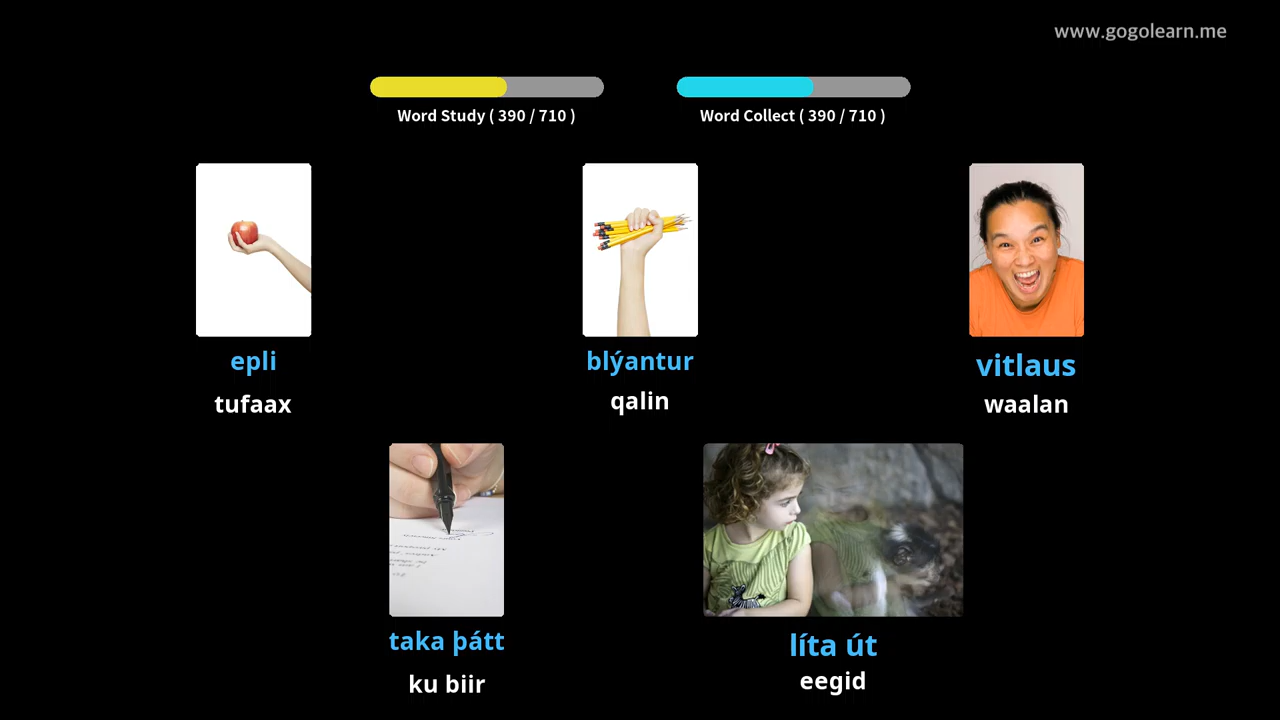 www.gogolearn.me
Word Study ( 390 / 710 )
Word Collect ( 390 / 710 )
epli
tufaax
blýantur
qalin
vitlaus
waalan
taka þátt
ku biir
líta út
eegid